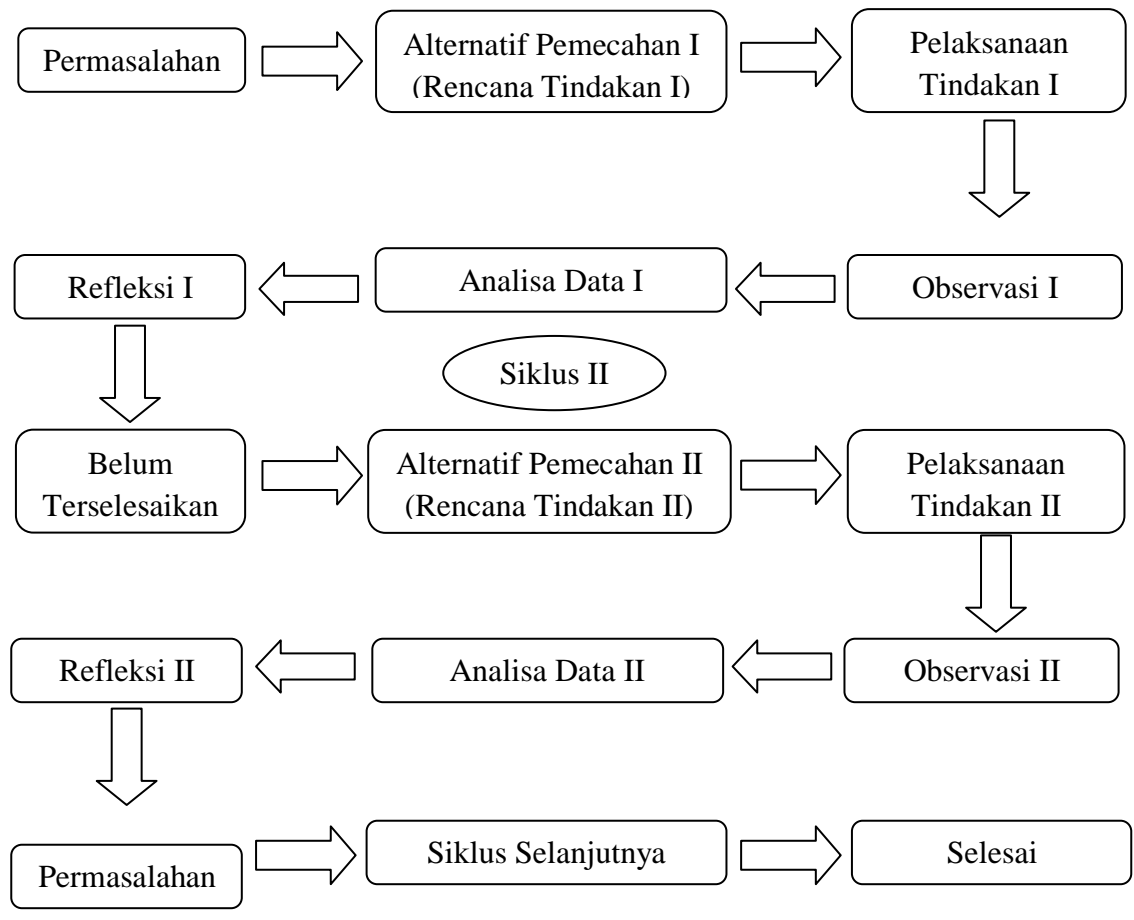 Permasalahan
Alternatif Pemecahan I
(Rencana Tindakan I)
Pelaksanaan
Tindakan I
Refleksi I
Analisa Data I
Observasi I
Siklus II
Belum
Terselesaikan
Alternatif Pemecahan II
(Rencana Tindakan II)
Pelaksanaan
Tindakan II
Refleksi II
Analisa Data II
Observasi II
Permasalahan
Siklus Selanjutnya
Selesai